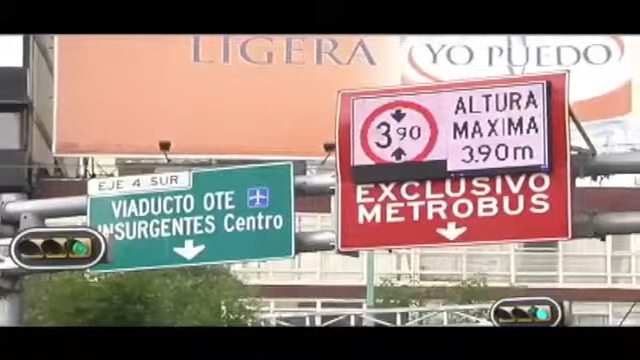 LIGERA
YO PUEDO
3.90
ALTURA
MAXIMA
3.90m
EXCLUSIVO
METROBUS
EJE 4 SUR
VIADUCTO OTE
INSURGENTES Centro